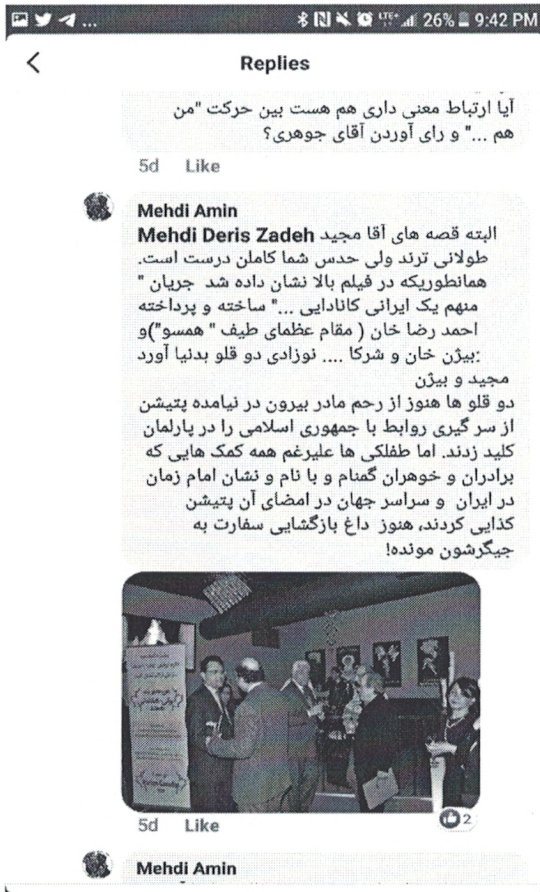 ... LTE+ 26% 9:42 PM
Replies
آیا ارتباط معنی داری هم هست بین حرکت "من
هم ..." و رای آوردن آقای جوهری؟
5d Like
Mehdi Amin
Mehdi Deris Zadeh البته قصه های آقا مجید
طولانی ترند ولی حدس شما کاملن درست است.
همانطوریکه در فیلم بالا نشان داده شد جریان "
منهم یک ایرانی کانادایی ..." ساخته و پرداخته
احمد رضا خان ( مقام عظمای طیف " همسو")و
بیژن خان و شرکا .... نوزادی دو قلو بدنیا آورد:
مجید و بیژن
دو قلو ها هنوز از رحم مادر بیرون در نیامده پتیشن
از سر گیری روابط با جمهوری اسلامی را در پارلمان
کلید زدند. اما طفلکی ها علیرغم همه کمک هایی که
برادران و خوهران گمنام و با نام و نشان امام زمان
در ایران و سراسر جهان در امضای آن پتیشن
کذایی کردند، هنوز داغ بازگشایی سفارت به
جیگرشون مونده!
5d Like
2
Mehdi Amin